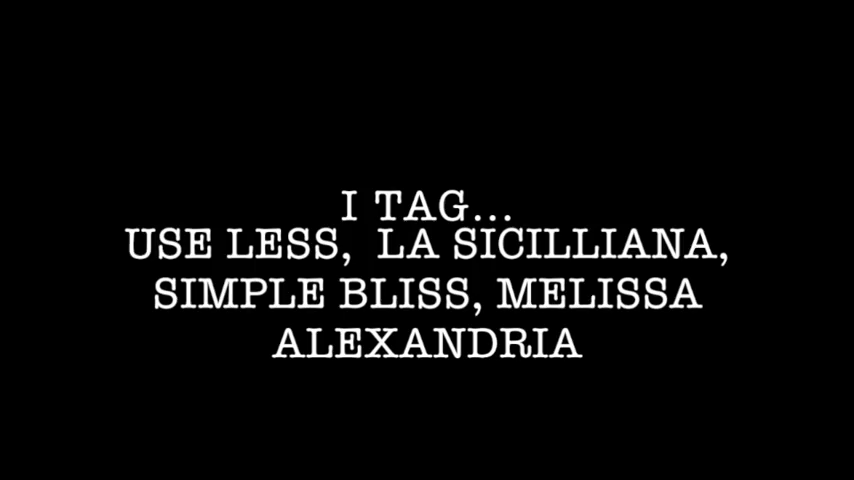 I TAG...
USE LESS,  LA SICILLIANA,
SIMPLE BLISS, MELISSA
ALEXANDRIA